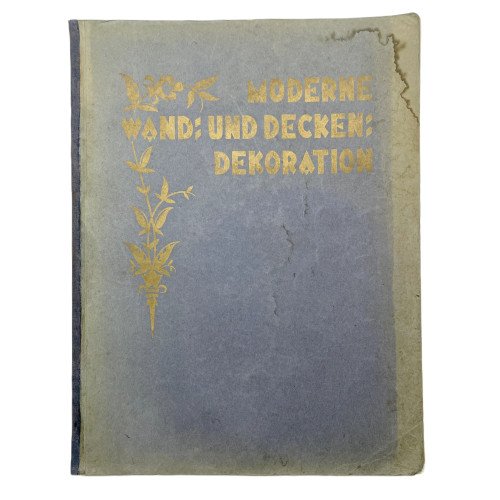 MODERNE
WAND: UND DECKEN:
DEKORATION